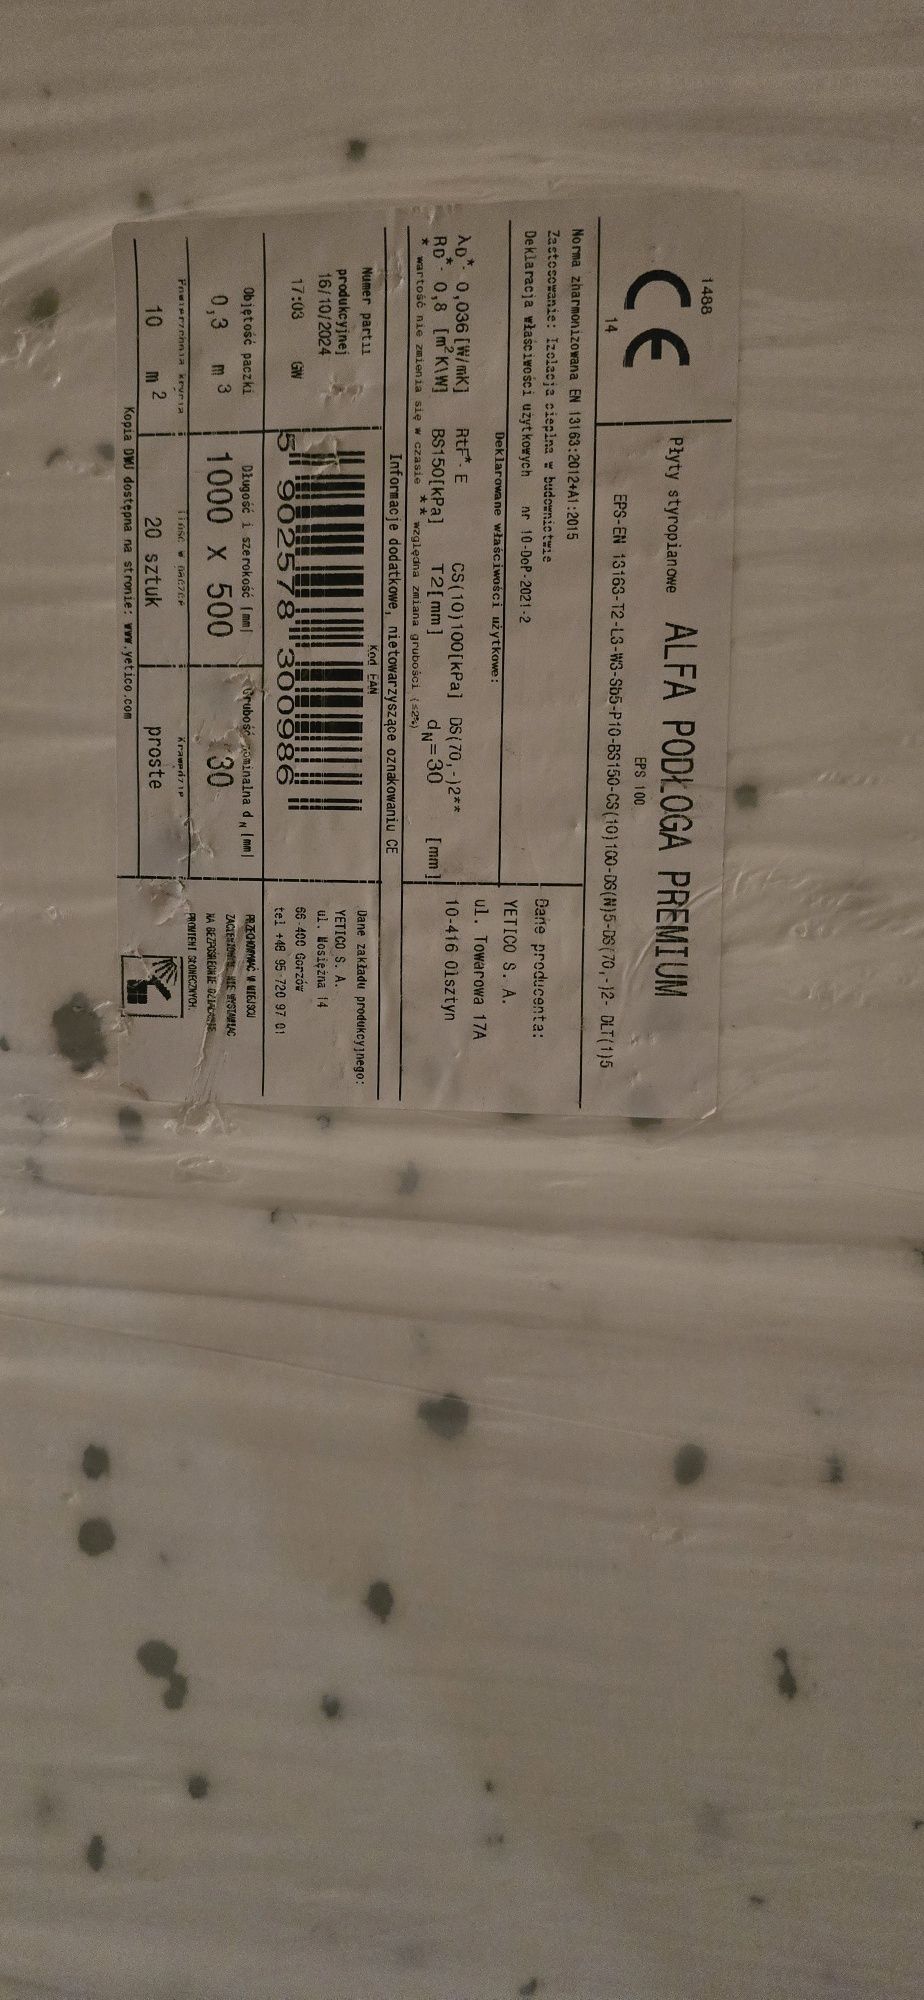 1488
CE
14
Płyty styropianowe ALFA PODŁOGA PREMIUM
EPS 100
EPS-EN 13163-T2-L3-W3-Sb5-P10-BS150-CS(10)100-DS(N)5-DS(70,-)2- DLT(1)5
Norma zharmonizowana EN 13163:2012+A1:2015
Zastosowanie: Izolacja cieplna w budownictwie
Deklaracja właściwości użytkowych nr 10-DoP-2021-2
Dane producenta:
YETICO S. A.
ul. Towarowa 17A
10-416 Olsztyn
Deklarowane właściwości użytkowe:
λD*- 0,036[W/mK] RtF*- E CS(10)100[kPa] DS(70,-)2**
RD*- 0,8 [m²K\W] BS150[kPa] T2[mm] dN=30 [mm]
* wartość nie zmienia się w czasie ** względna zmiana grubości (≤2%)
Informacje dodatkowe, nietowarzyszące oznakowaniu CE
Numer partii
produkcyjnej
16/10/2024
17:03 GW
Kod EAN
5 902578 300986
Dane zakładu produkcyjnego:
YETICO S. A.
ul. Mosiężna 14
66-400 Gorzów
tel +48 95-720 97 01
Objętość paczki
0,3 m³
Długość i szerokość [mm]
1000 X 500
Grubość nominalna dN [mm]
30
Powierzchnia krycia
10 m²
Ilość w paczce
20 sztuk
Krawędzie
proste
PRZECHOWYWAĆ W MIEJSCU
NA BEZPOŚREDNIE
PROMIENI SŁONECZNYCH.
Kopia DWU dostępna na stronie: www.yetico.com